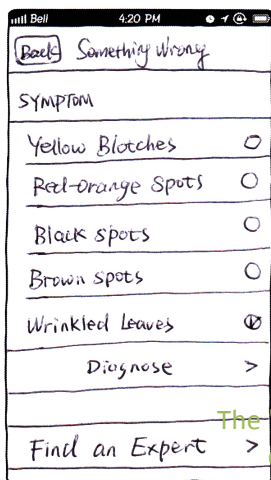 Bell 4:20 PM
Back Something Wrong
SYMPTOM
Yellow Blotches
Red-Orange Spots
Black spots
Brown spots
Wrinkled Leaves
Diagnose >
The
Find an Expert >